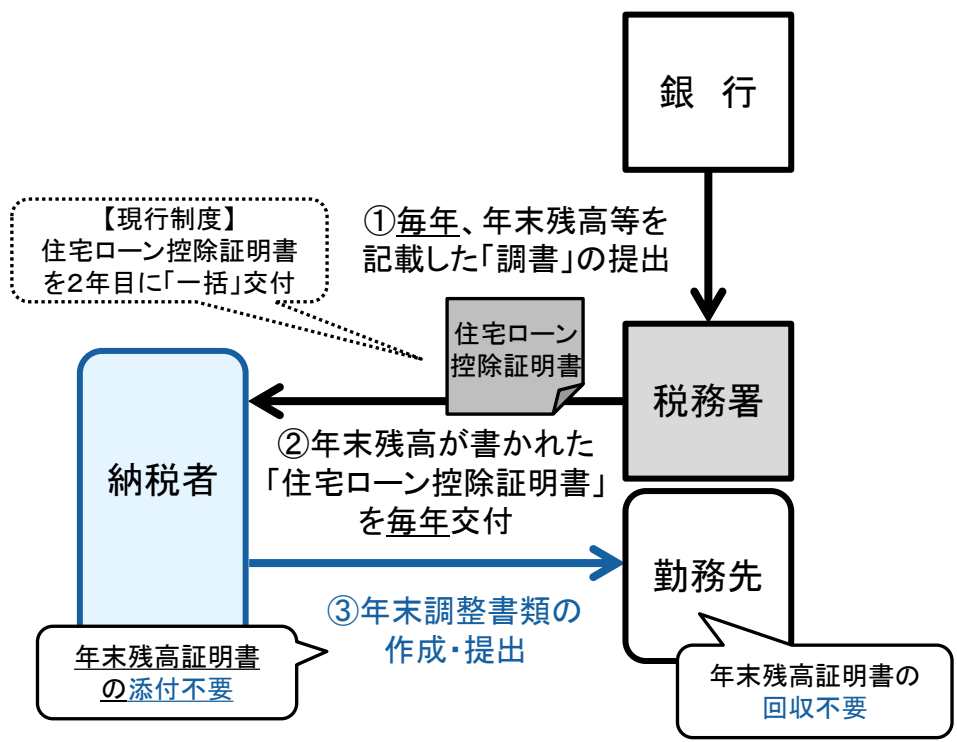 銀　行
①毎年、年末残高等を
記載した「調書」の提出
【現行制度】
住宅ローン控除証明書
を２年目に「一括」交付
住宅ローン
控除証明書
税務署
納税者
②年末残高が書かれた
「住宅ローン控除証明書」
を毎年交付
勤務先
③年末調整書類の
作成・提出
年末残高証明書
の添付不要
年末残高証明書の
回収不要